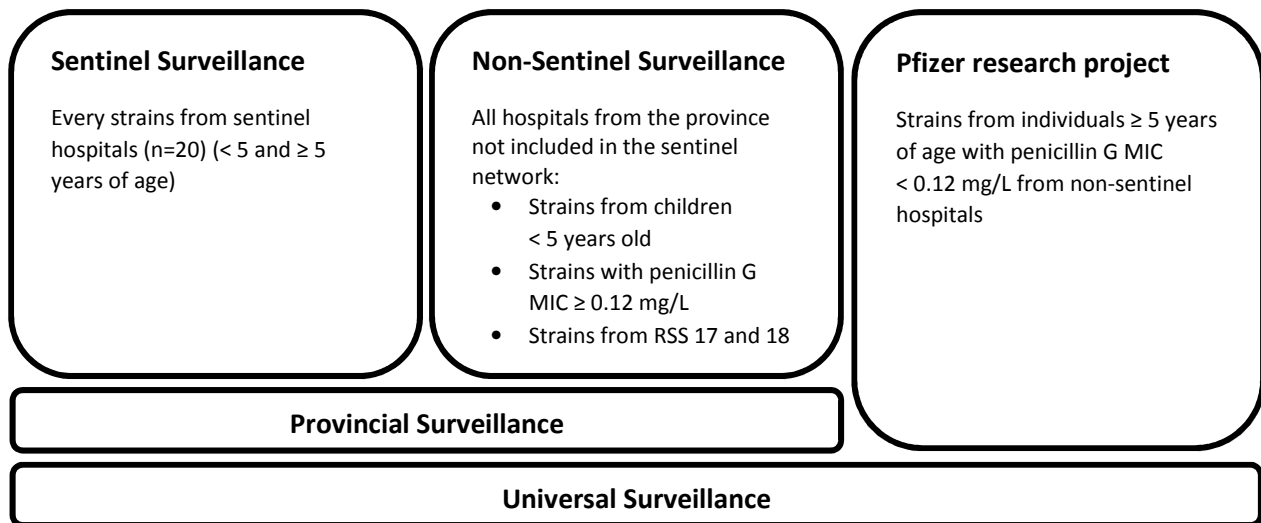 Sentinel Surveillance
Every strains from sentinel
hospitals (n=20) (< 5 and ≥ 5
years of age)
Non-Sentinel Surveillance
All hospitals from the province
not included in the sentinel
network:
• Strains from children
< 5 years old
• Strains with penicillin G
MIC ≥ 0.12 mg/L
• Strains from RSS 17 and 18
Pfizer research project
Strains from individuals ≥ 5 years
of age with penicillin G MIC
< 0.12 mg/L from non-sentinel
hospitals
Provincial Surveillance
Universal Surveillance